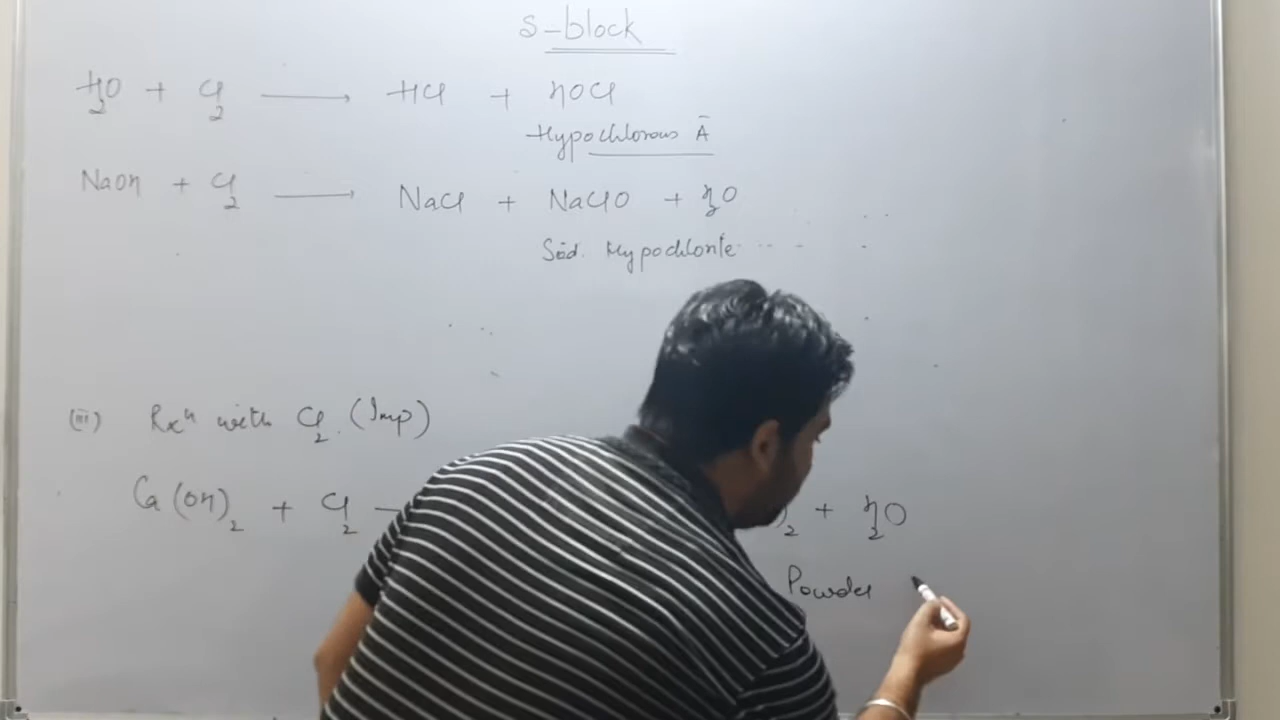 s-block
H₂O + Cl₂ → HCl + HOCl
Hypochlorous Ā
NaOH + Cl₂ → NaCl + NaClO + H₂O
Sod. Hypochlorite
(iii) Rxⁿ with Cl₂. (Imp)
Ca(OH)₂ + Cl₂ )₂ + H₂O
Powder